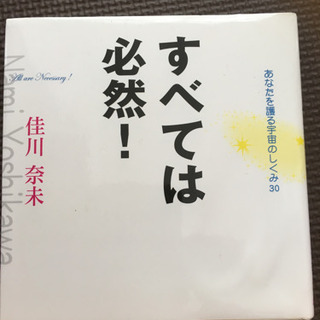 あなたを護る宇宙のしくみ30
すべては
必然!
All are Necessary!
佳川 奈未
Nami Yoshikawa